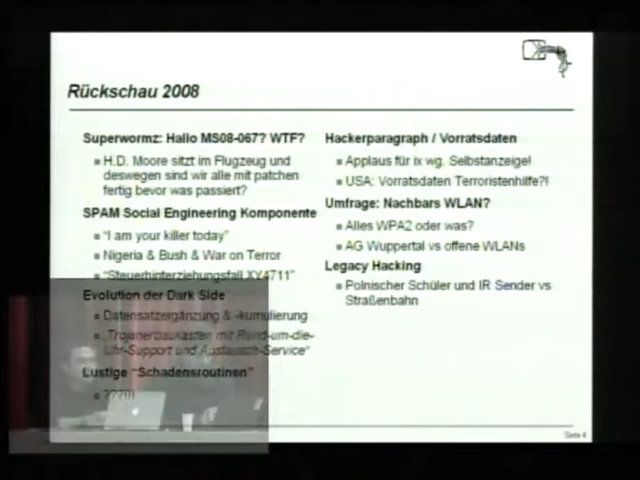 Rückschau 2008
Superwormz: Hallo MS08-067? WTF?
H.D. Moore sitzt im Flugzeug und
deswegen sind wir alle mit patchen
fertig bevor was passiert?
SPAM Social Engineering Komponente
"I am your killer today"
Nigeria & Bush & War on Terror
"Steuerhinterziehungsfall XY4711"
Evolution der Dark Side
Datensatzergänzung & -kumulierung
„Trojanerbaukasten mit Rund-um-die-
Uhr-Support und Austausch-Service"
Lustige "Schadensroutinen"
???!!!
Hackerparagraph / Vorratsdaten
Applaus für ix wg. Selbstanzeige!
USA: Vorratsdaten Terroristenhilfe?!
Umfrage: Nachbars WLAN?
Alles WPA2 oder was?
AG Wuppertal vs offene WLANs
Legacy Hacking
Polnischer Schüler und IR Sender vs
Straßenbahn
Seite 4